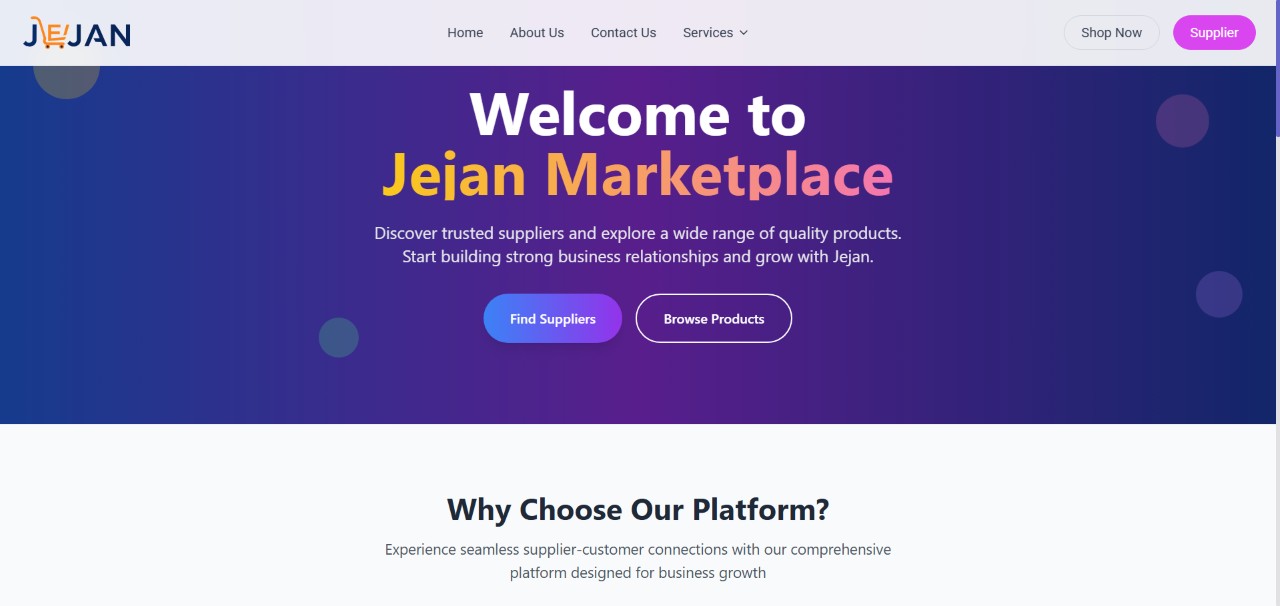 JEJAN
Home
About Us
Contact Us
Services
Shop Now
Supplier
Welcome to
Jejan Marketplace
Discover trusted suppliers and explore a wide range of quality products.
Start building strong business relationships and grow with Jejan.
Find Suppliers
Browse Products
Why Choose Our Platform?
Experience seamless supplier-customer connections with our comprehensive
platform designed for business growth